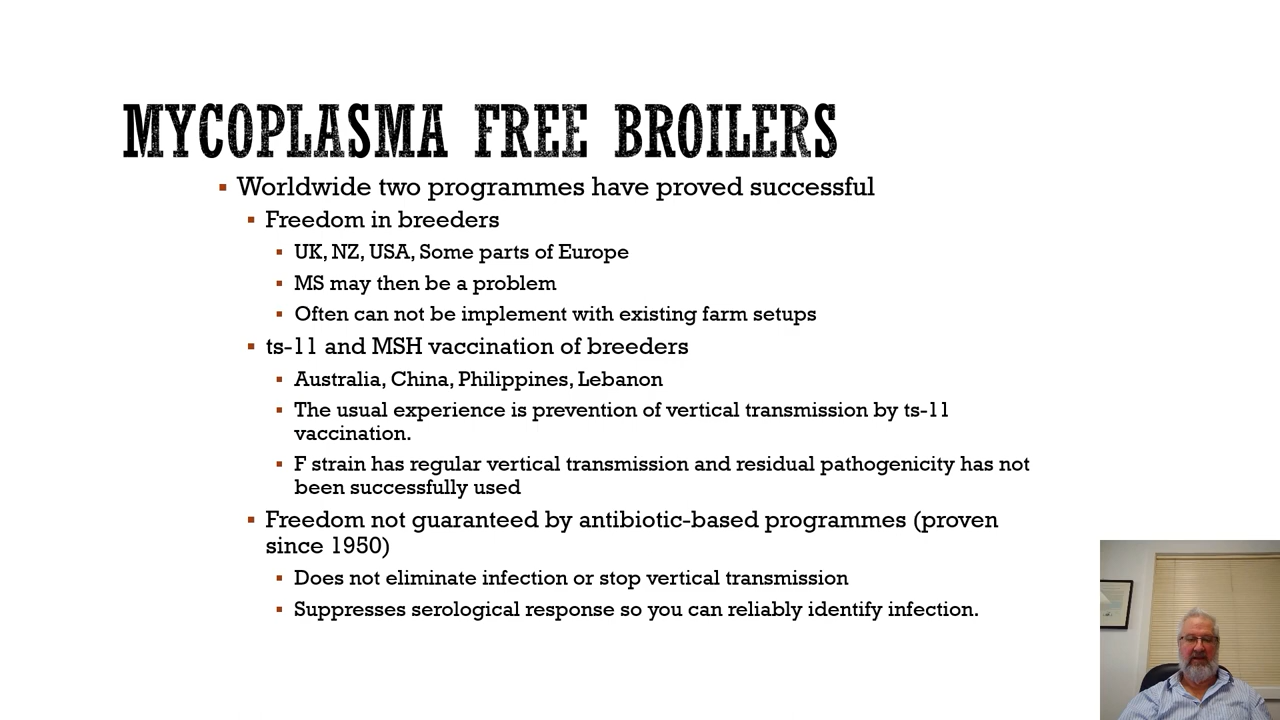 MYCOPLASMA FREE BROILERS
▪ Worldwide two programmes have proved successful
▪ Freedom in breeders
▪ UK, NZ, USA, Some parts of Europe
▪ MS may then be a problem
▪ Often can not be implement with existing farm setups
▪ ts-11 and MSH vaccination of breeders
▪ Australia, China, Philippines, Lebanon
▪ The usual experience is prevention of vertical transmission by ts-11
vaccination.
▪ F strain has regular vertical transmission and residual pathogenicity has not
been successfully used
▪ Freedom not guaranteed by antibiotic-based programmes (proven
since 1950)
▪ Does not eliminate infection or stop vertical transmission
▪ Suppresses serological response so you can reliably identify infection.